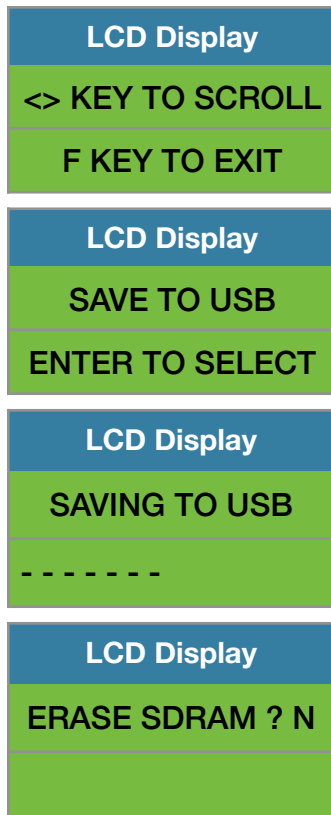 LCD Display
<> KEY TO SCROLL
F KEY TO EXIT
LCD Display
SAVE TO USB
ENTER TO SELECT
LCD Display
SAVING TO USB
- - - - - - -
LCD Display
ERASE SDRAM ? N